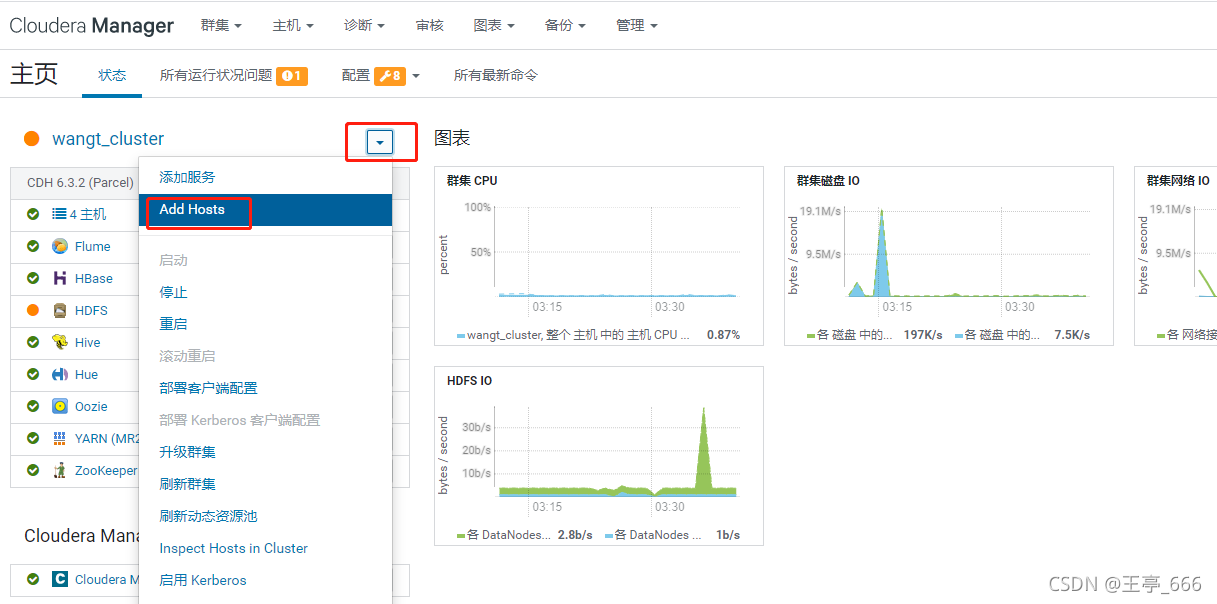 Cloudera Manager 群集 主机 诊断 审核 图表 备份 管理
主页 状态 所有运行状况问题 1 配置 8 所有最新命令
wangt_cluster
CDH 6.3.2 (Parcel)
4 主机
Flume
HBase
HDFS
Hive
Hue
Oozie
YARN (MR2
ZooKeeper
Cloudera Mana
Cloudera M
添加服务
Add Hosts
启动
停止
重启
滚动重启
部署客户端配置
部署 Kerberos 客户端配置
升级群集
刷新群集
刷新动态资源池
Inspect Hosts in Cluster
启用 Kerberos
图表
群集 CPU
percent
100%
50%
03:15 03:30
wangt_cluster, 整个 主机 中的 主机 CPU ... 0.87%
群集磁盘 IO
bytes / second
19.1M/s
9.5M/s
03:15 03:30
各 磁盘 中的... 197K/s 各 磁盘 中的... 7.5K/s
群集网络 IO
bytes / second
19.1M/s
9.5M/s
各 网络接
HDFS IO
bytes / second
30b/s
20b/s
10b/s
03:15 03:30
各 DataNodes... 2.8b/s 各 DataNodes ... 1b/s
CSDN @王亭_666